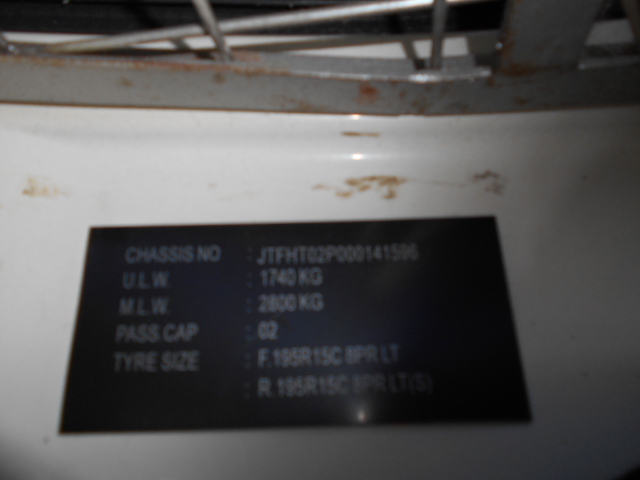 CHASSIS NO : JTFHT02P000141596
U.L.W. : 1740 KG
M.L.W. : 2800 KG
PASS.CAP : 02
TYRE SIZE : F.195R15C 8PR LT
: R.195R15C 8PR LT(S)